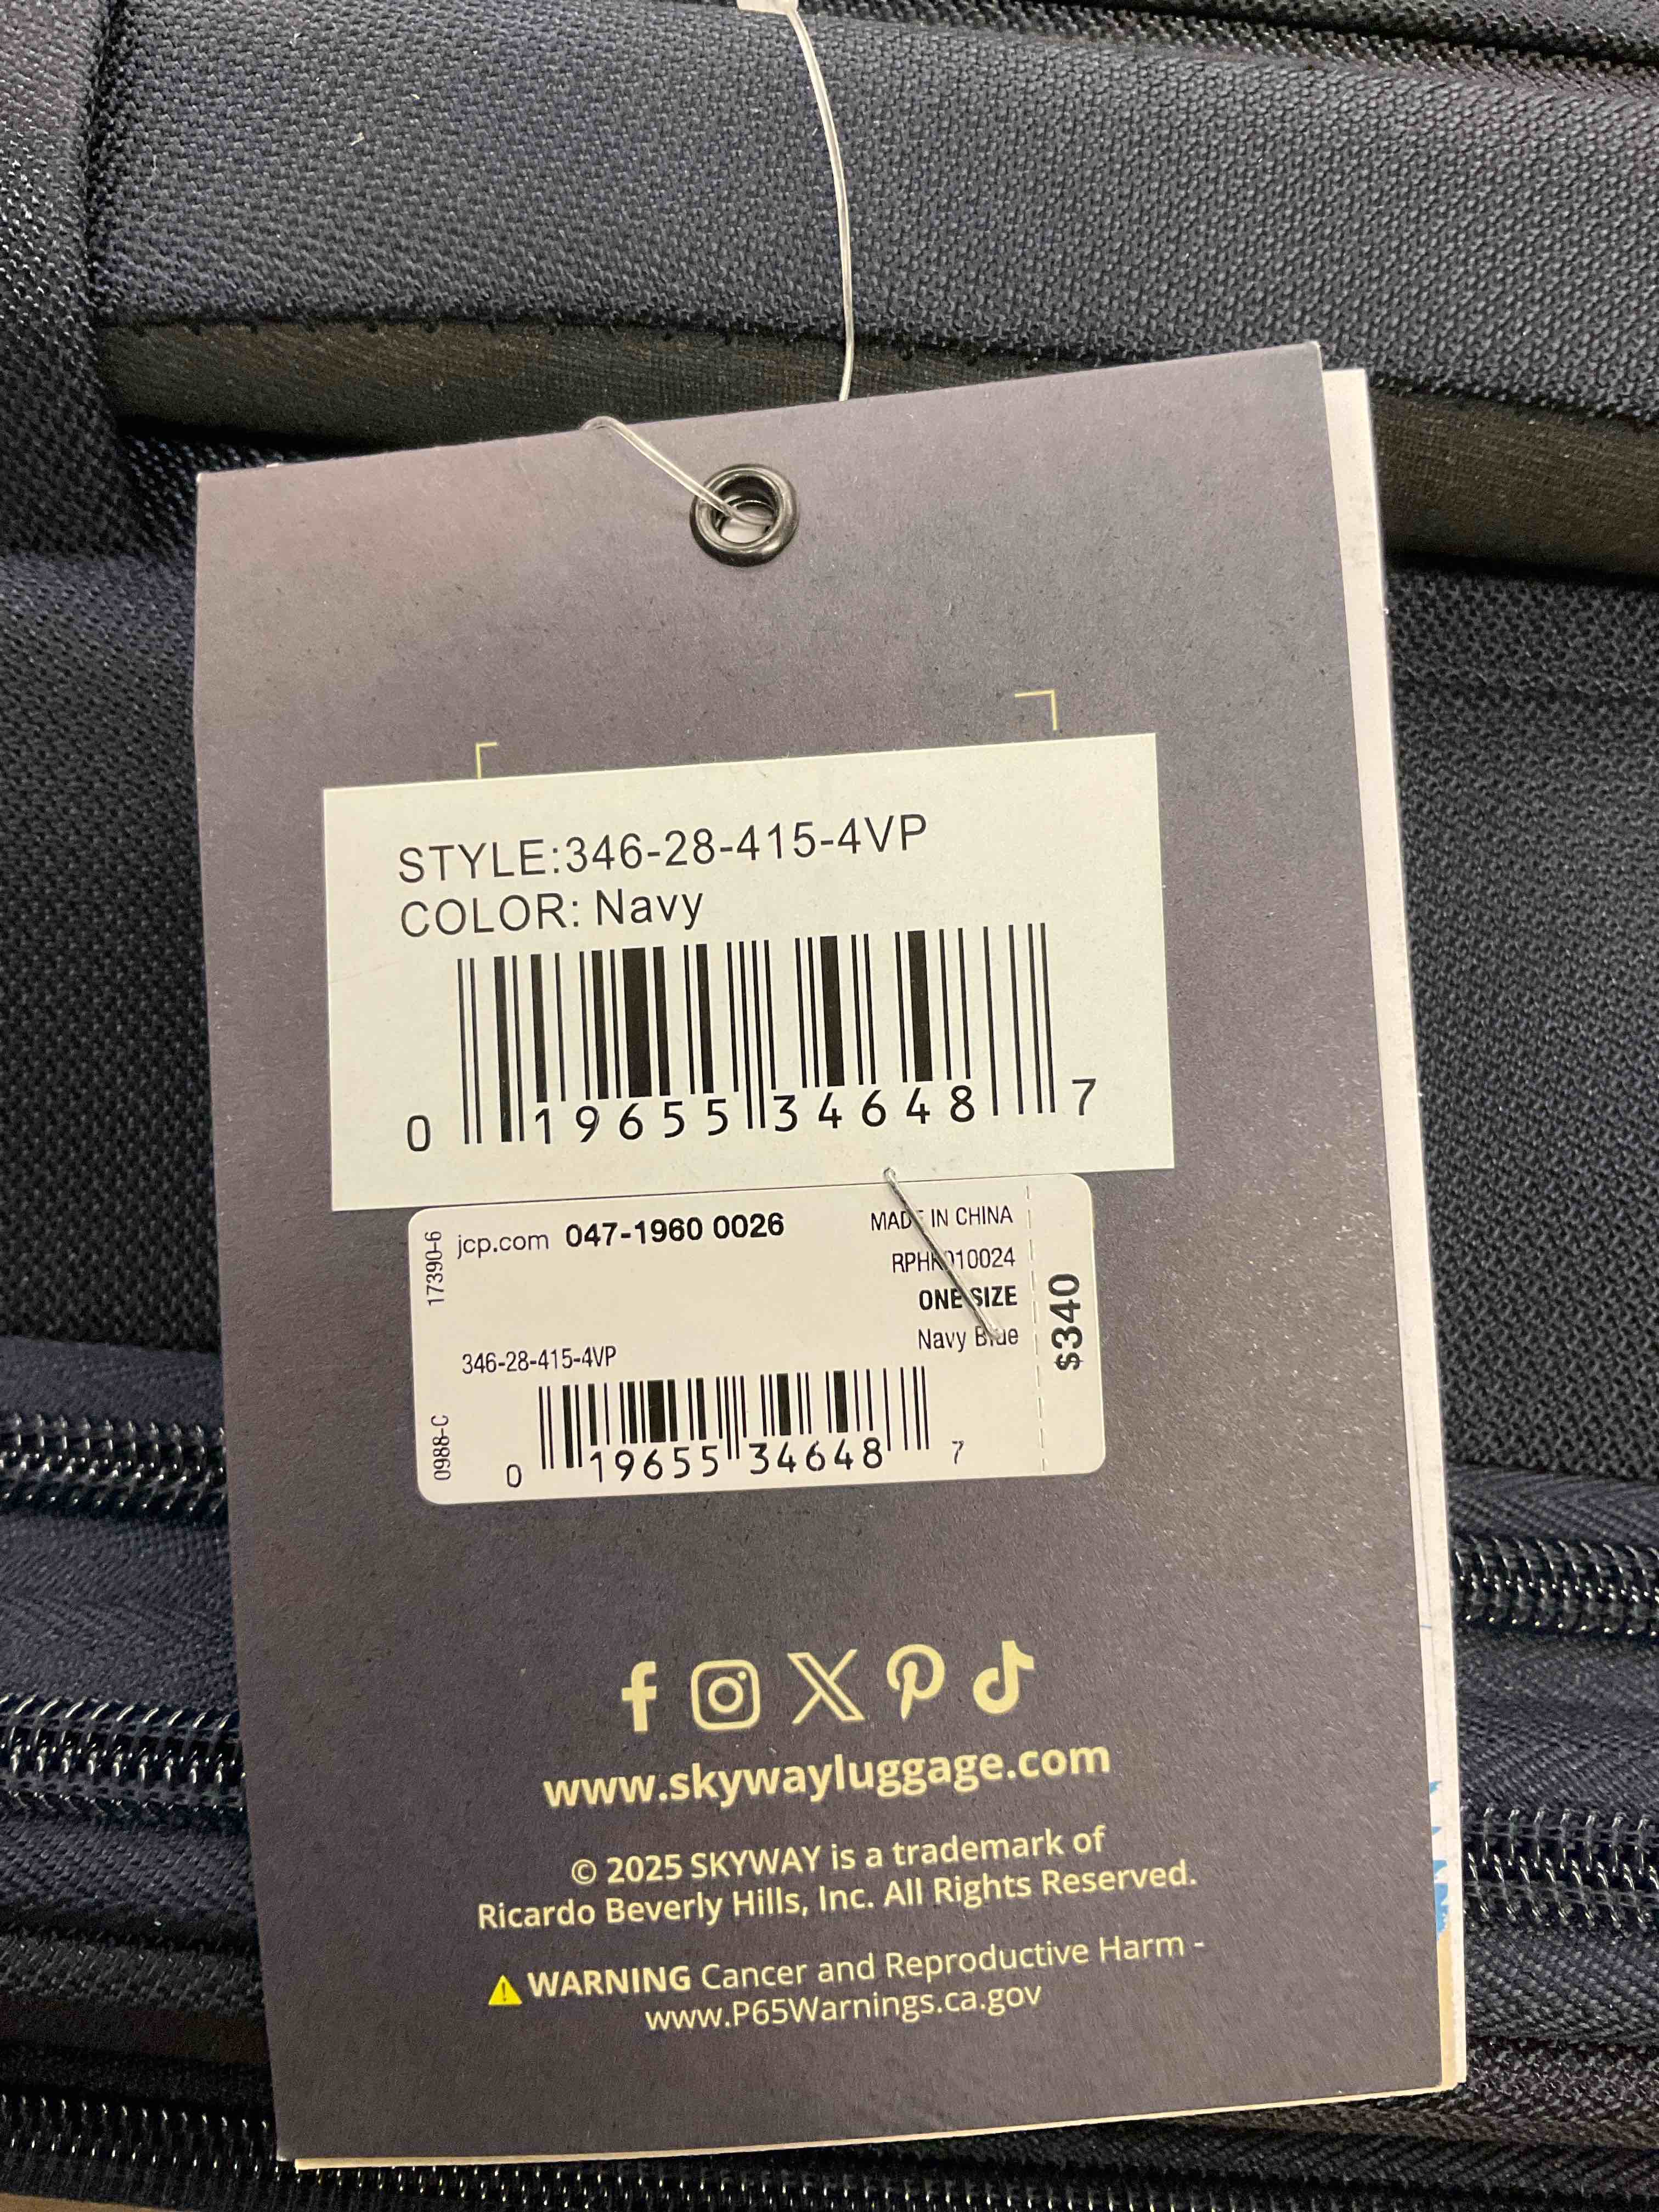 STYLE:346-28-415-4VP
COLOR: Navy
0 19655 34648 7
17390-6
jcp.com 047-1960 0026
MADE IN CHINA
ONE SIZE
Navy Blue
$340
346-28-415-4VP
0988-C
0 19655 34648 7
www.skywayluggage.com
© 2025 SKYWAY is a trademark of
Ricardo Beverly Hills, Inc. All Rights Reserved.
WARNING Cancer and Reproductive Harm -
www.P65Warnings.ca.gov